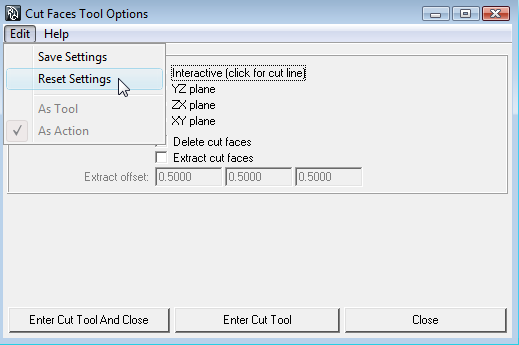 Cut Faces Tool Options
Edit Help
Save Settings
Reset Settings
As Tool
As Action
Interactive (click for cut line)
YZ plane
ZX plane
XY plane
Delete cut faces
Extract cut faces
Extract offset: 0.5000 0.5000 0.5000
Enter Cut Tool And Close Enter Cut Tool Close